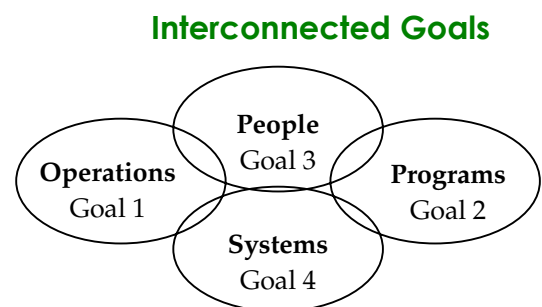 Interconnected Goals
People
Goal 3
Operations
Goal 1
Programs
Goal 2
Systems
Goal 4